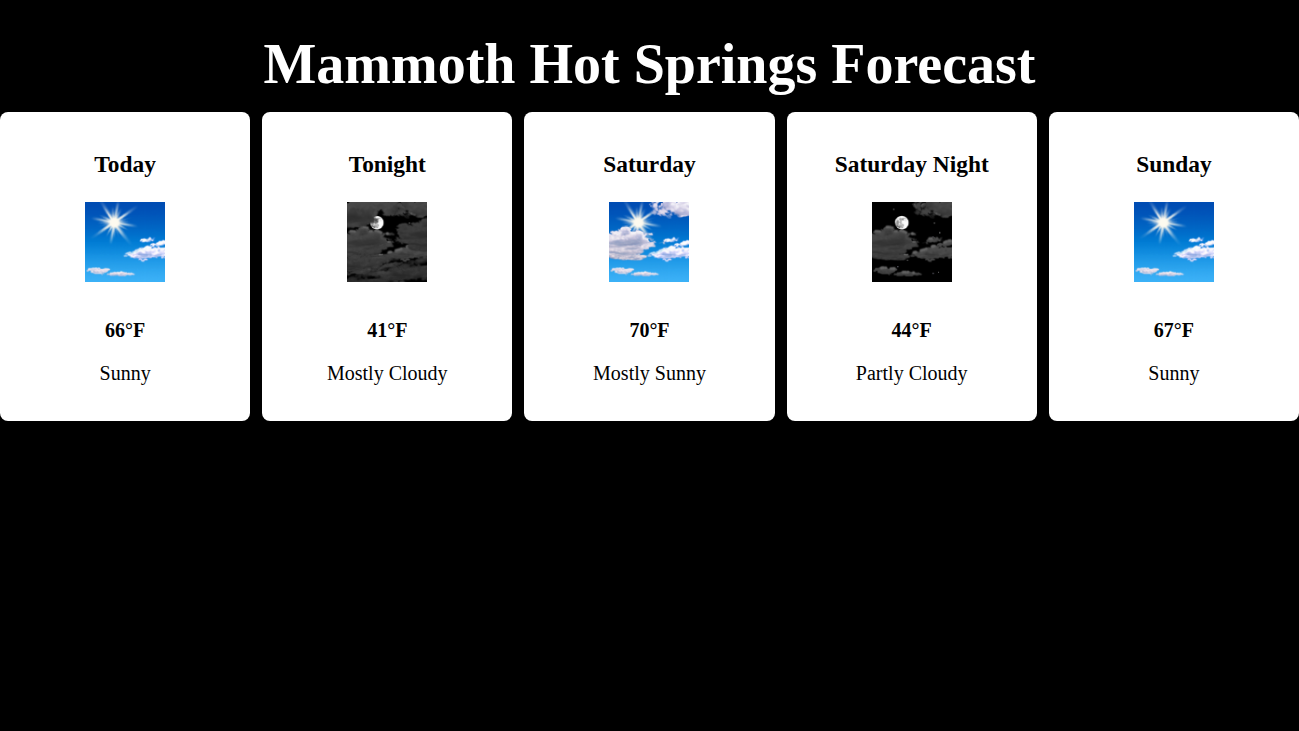 Mammoth Hot Springs Forecast
Today
66°F
Sunny
Tonight
41°F
Mostly Cloudy
Saturday
70°F
Mostly Sunny
Saturday Night
44°F
Partly Cloudy
Sunday
67°F
Sunny